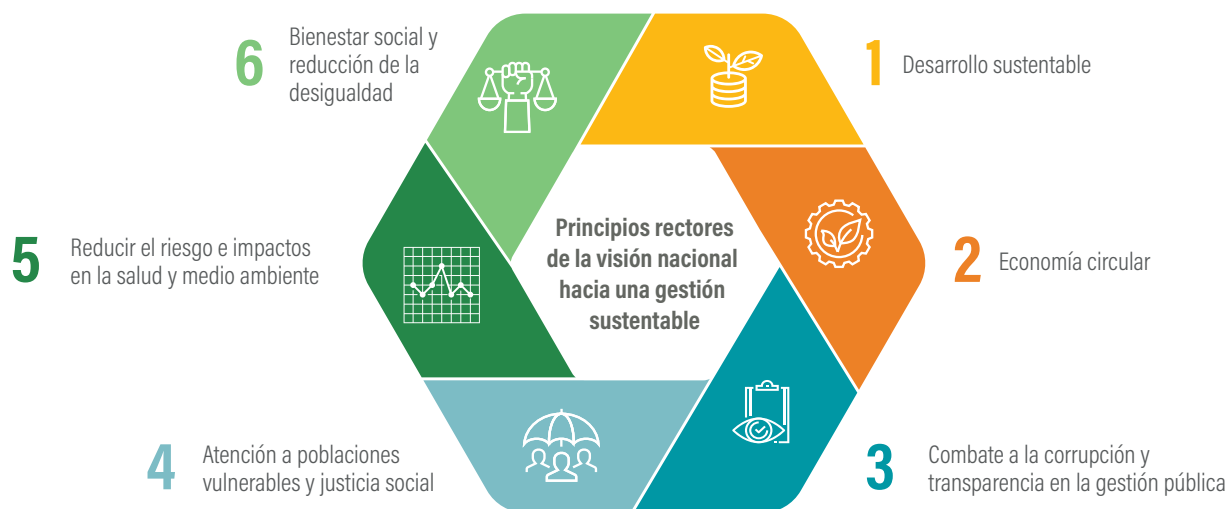 Principios rectores
de la visión nacional
hacia una gestión
sustentable
1
Desarrollo sustentable
2
Economía circular
3
Combate a la corrupción y
transparencia en la gestión pública
4
Atención a poblaciones
vulnerables y justicia social
5
Reducir el riesgo e impactos
en la salud y medio ambiente
6
Bienestar social y
reducción de la
desigualdad